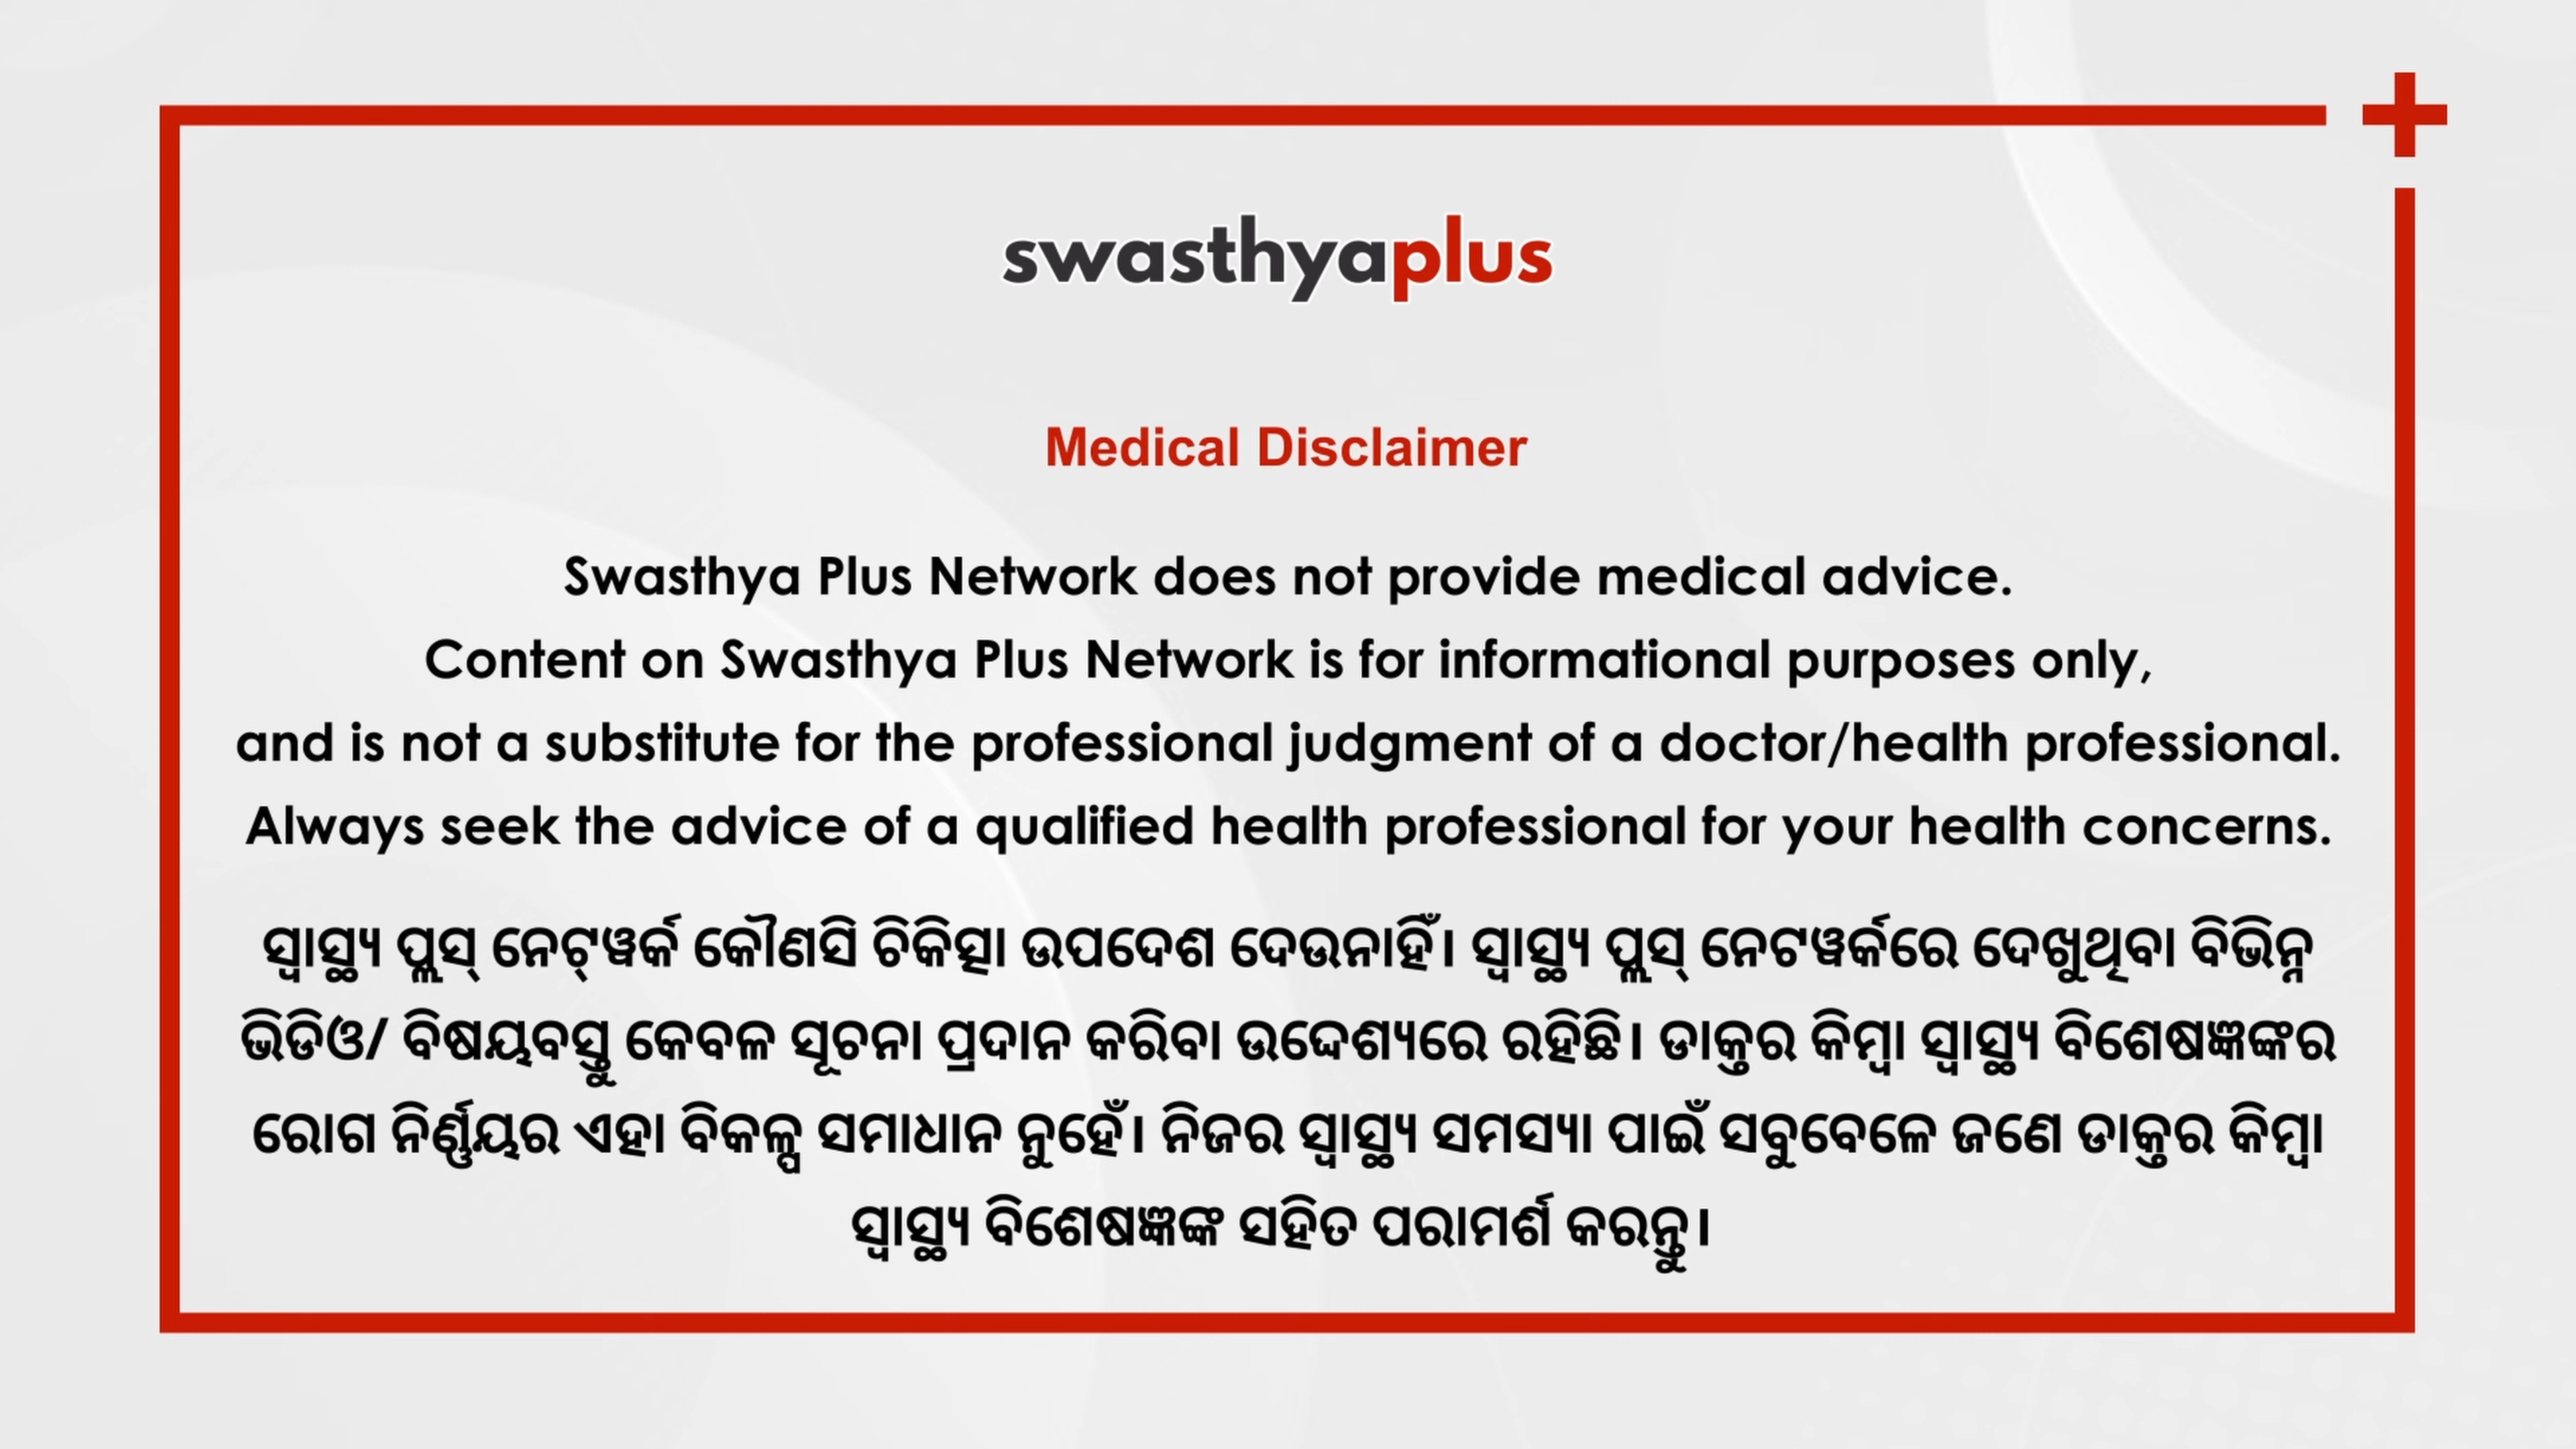 swasthyaplus
Medical Disclaimer
Swasthya Plus Network does not provide medical advice.
Content on Swasthya Plus Network is for informational purposes only,
and is not a substitute for the professional judgment of a doctor/health professional.
Always seek the advice of a qualified health professional for your health concerns.
ସ୍ୱାସ୍ଥ୍ୟ ପ୍ଲସ୍ ନେଟ୍‌ୱର୍କ କୌଣସି ଚିକିତ୍ସା ଉପଦେଶ ଦେଉନାହିଁ। ସ୍ୱାସ୍ଥ୍ୟ ପ୍ଲସ୍ ନେଟୱର୍କରେ ଦେଖୁଥିବା ବିଭିନ୍ନ
ଭିଡିଓ/ ବିଷୟବସ୍ତୁ କେବଳ ସୂଚନା ପ୍ରଦାନ କରିବା ଉଦ୍ଦେଶ୍ୟରେ ରହିଛି। ଡାକ୍ତର କିମ୍ବା ସ୍ୱାସ୍ଥ୍ୟ ବିଶେଷଜ୍ଞଙ୍କର
ରୋଗ ନିର୍ଣ୍ଣୟର ଏହା ବିକଳ୍ପ ସମାଧାନ ନୁହେଁ। ନିଜର ସ୍ୱାସ୍ଥ୍ୟ ସମସ୍ୟା ପାଇଁ ସବୁବେଳେ ଜଣେ ଡାକ୍ତର କିମ୍ବା
ସ୍ୱାସ୍ଥ୍ୟ ବିଶେଷଜ୍ଞଙ୍କ ସହିତ ପରାମର୍ଶ କରନ୍ତୁ।